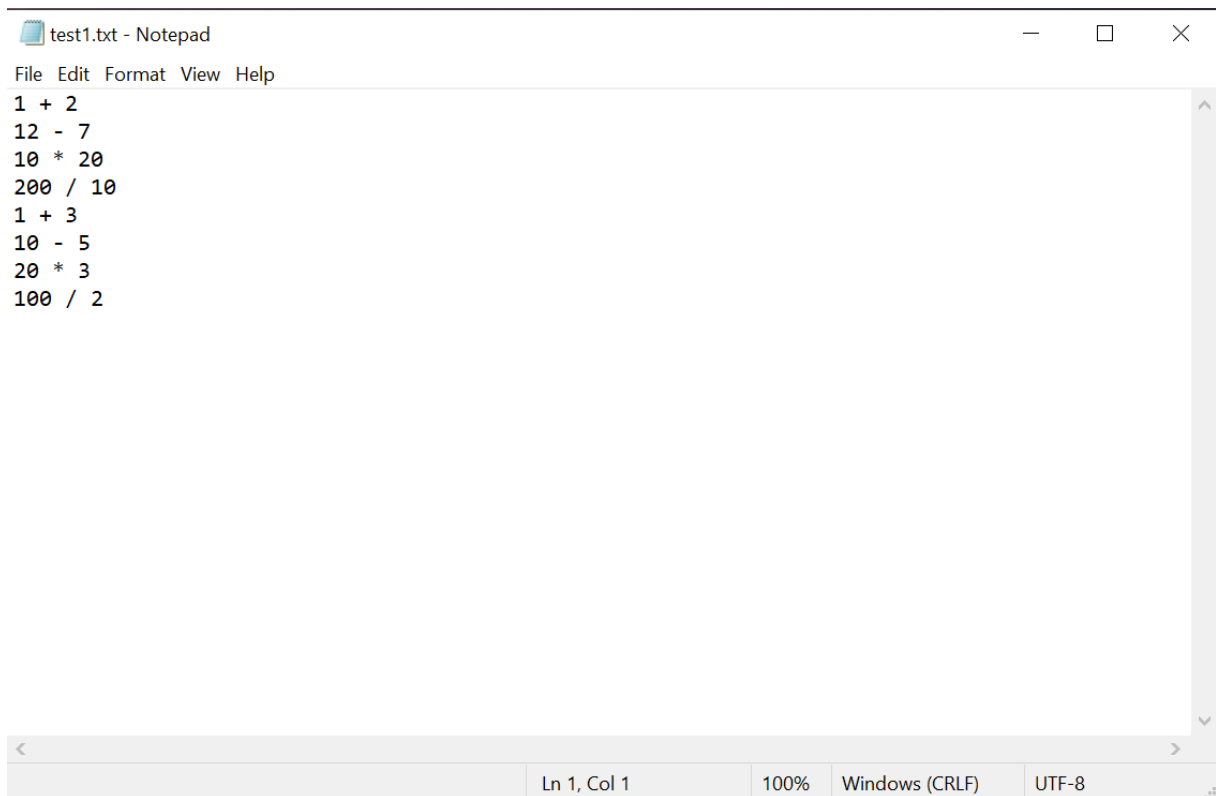 test1.txt - Notepad
File Edit Format View Help
1 + 2
12 - 7
10 * 20
200 / 10
1 + 3
10 - 5
20 * 3
100 / 2
Ln 1, Col 1 100% Windows (CRLF) UTF-8